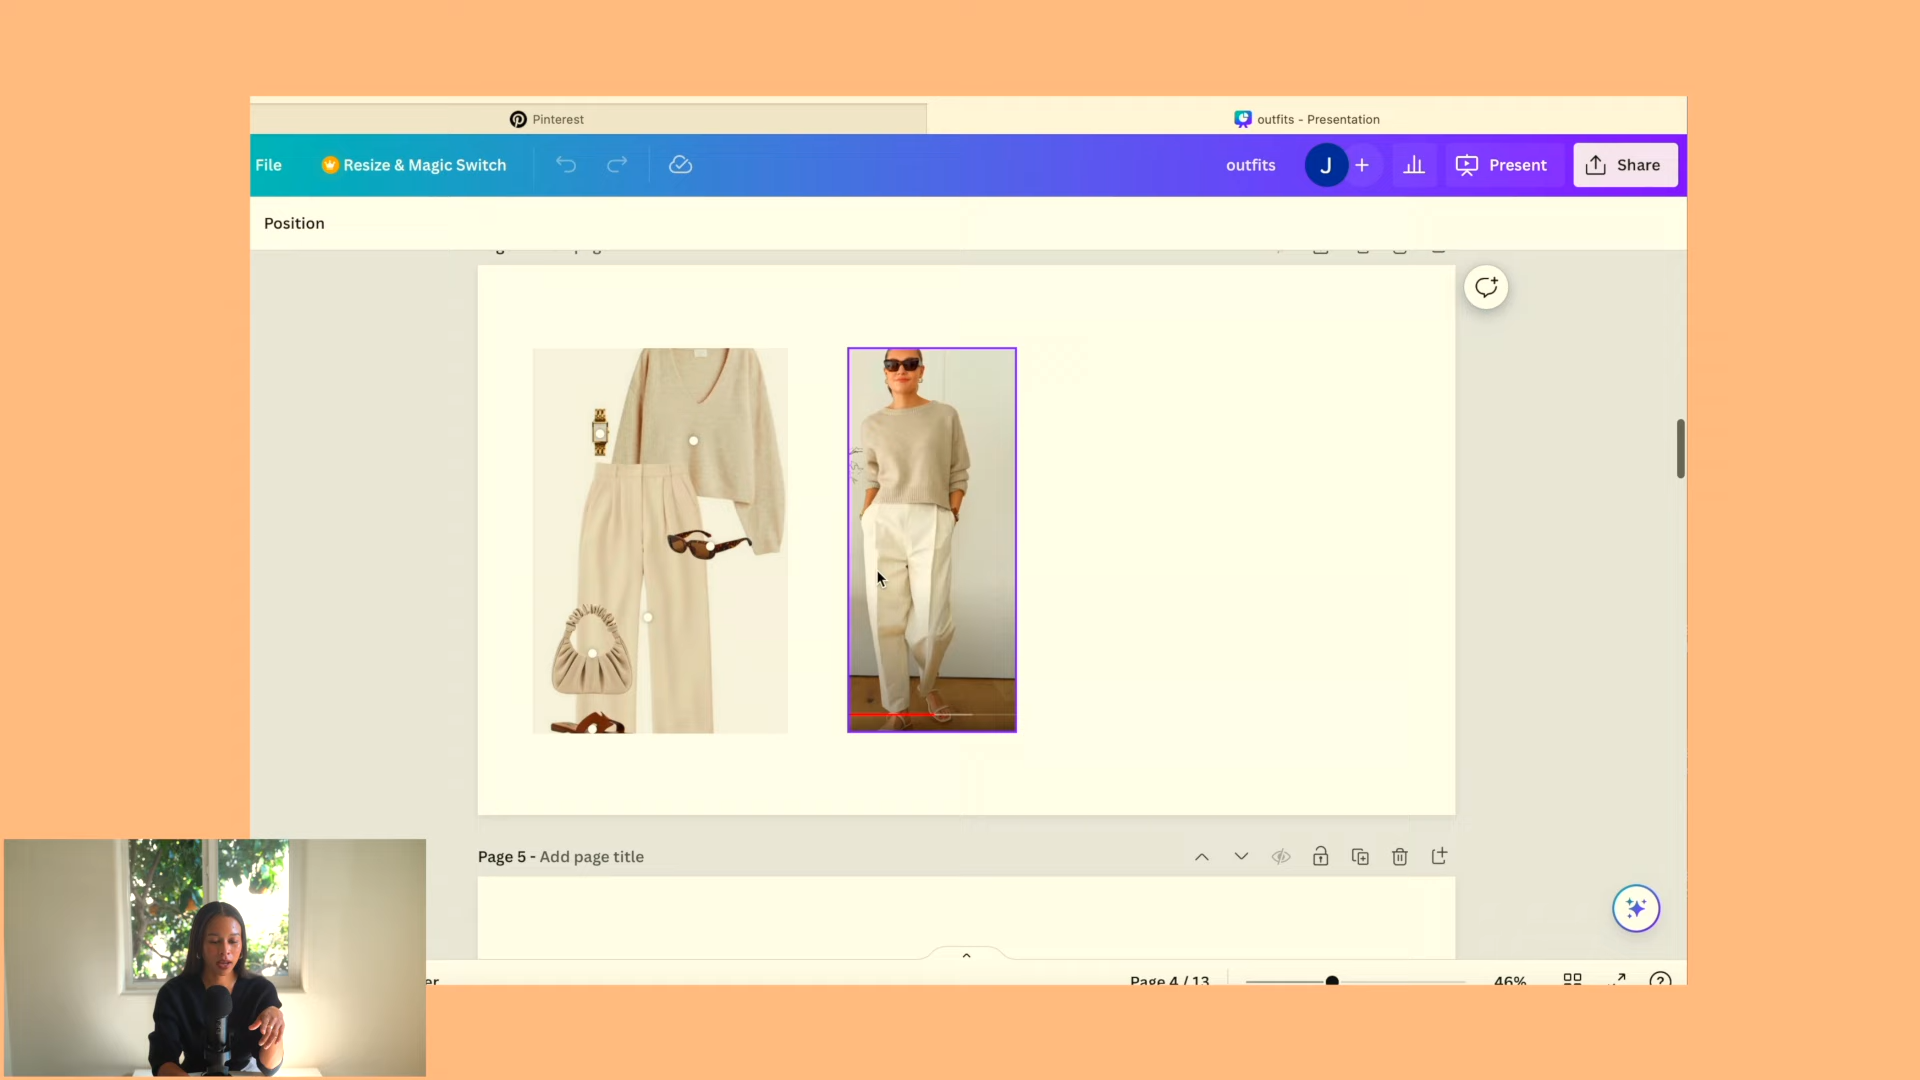 Pinterest
outfits - Presentation
File
Resize & Magic Switch
outfits
J
+
Present
Share
Position
Page 5 - Add page title
er
Page 4 / 13
46%
?